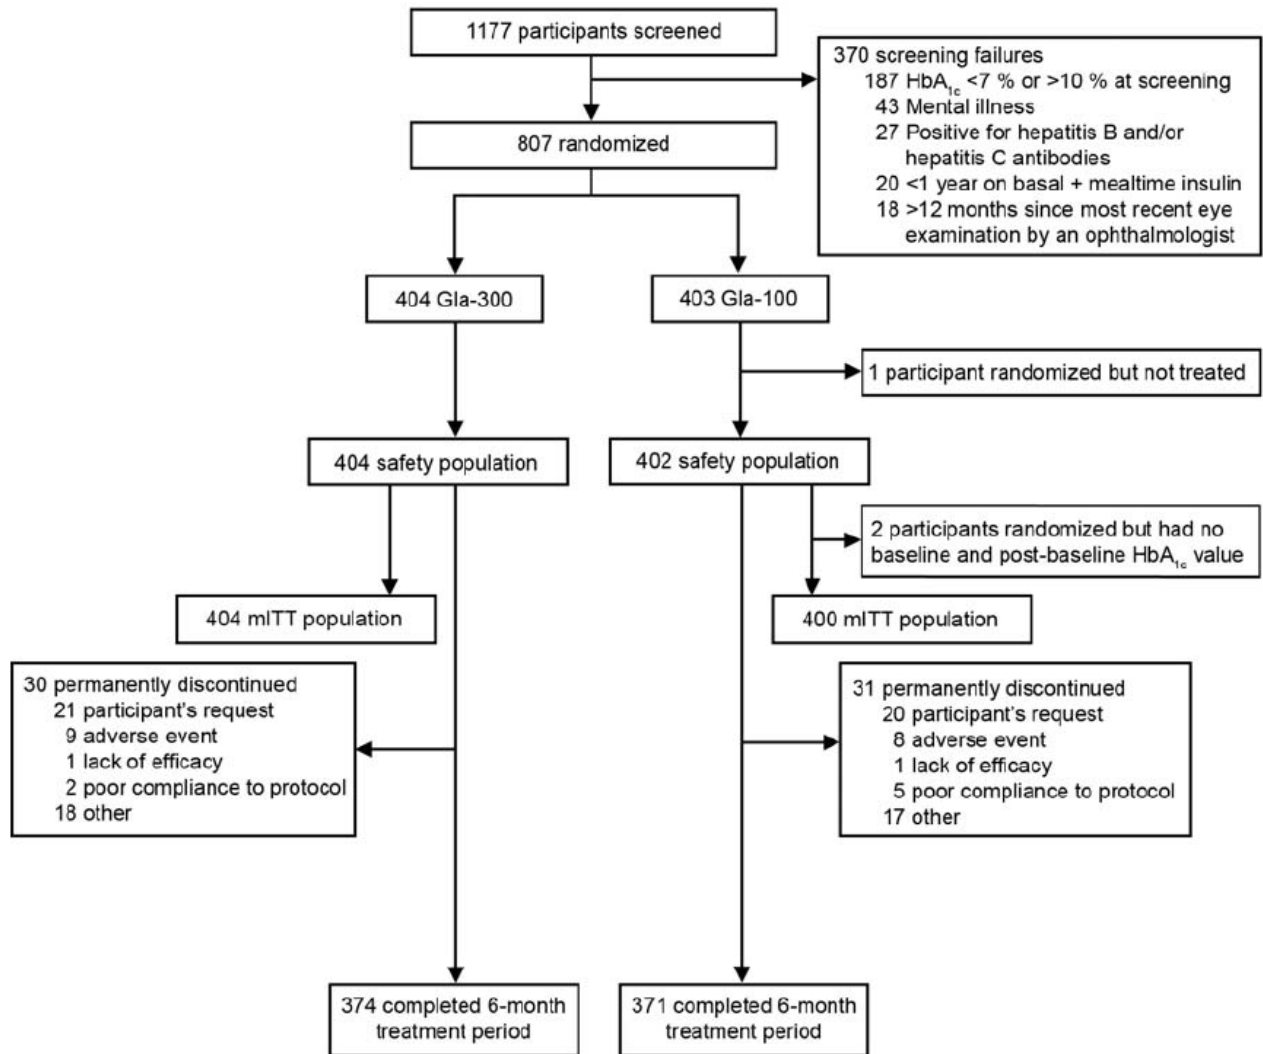 1177 participants screened
370 screening failures
187 HbA1c <7 % or >10 % at screening
43 Mental illness
27 Positive for hepatitis B and/or
hepatitis C antibodies
20 <1 year on basal + mealtime insulin
18 >12 months since most recent eye
examination by an ophthalmologist
807 randomized
404 Gla-300
403 Gla-100
1 participant randomized but not treated
404 safety population
402 safety population
2 participants randomized but had no
baseline and post-baseline HbA1c value
404 mITT population
400 mITT population
30 permanently discontinued
21 participant's request
9 adverse event
1 lack of efficacy
2 poor compliance to protocol
18 other
31 permanently discontinued
20 participant's request
8 adverse event
1 lack of efficacy
5 poor compliance to protocol
17 other
374 completed 6-month
treatment period
371 completed 6-month
treatment period